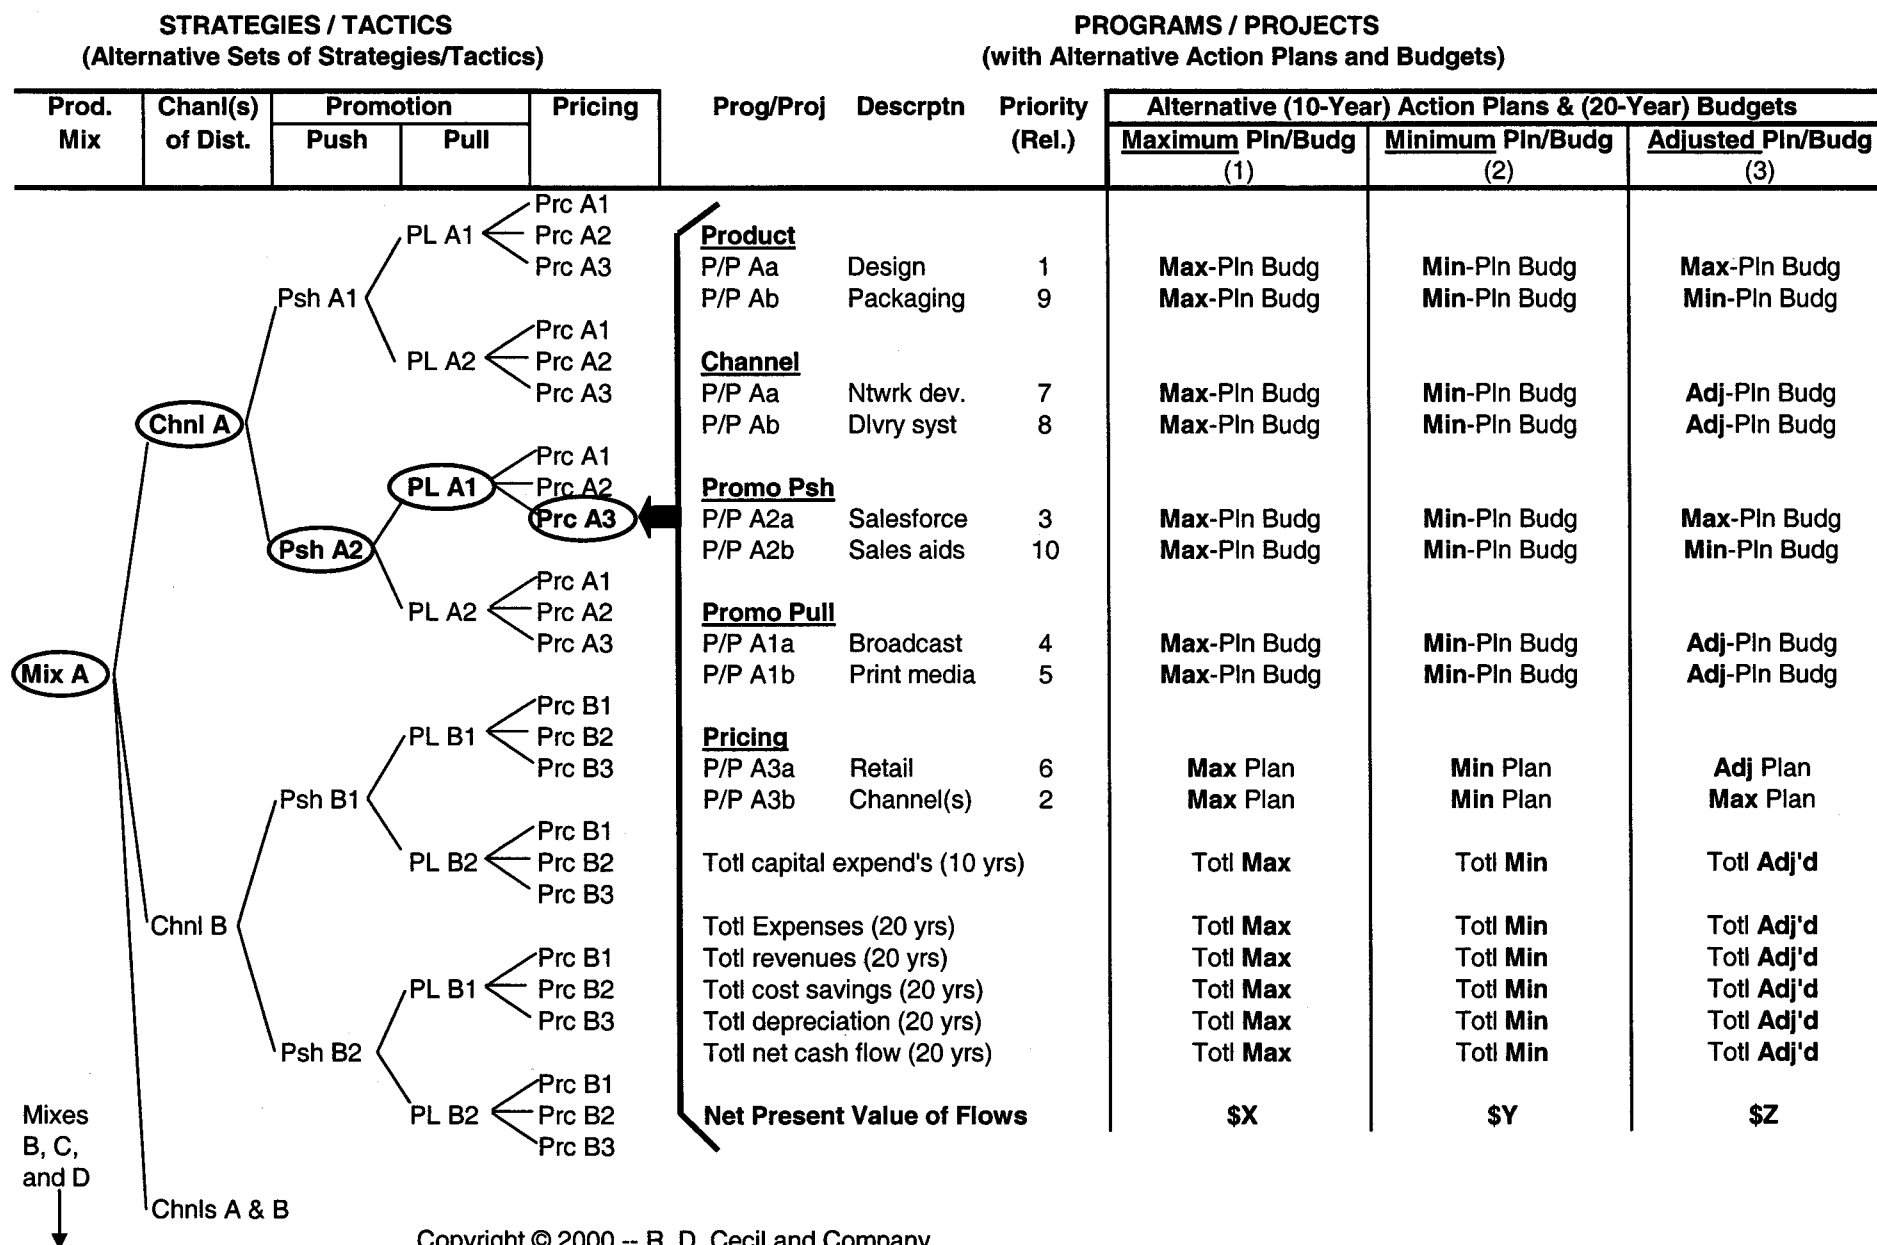 STRATEGIES / TACTICS
(Alternative Sets of Strategies/Tactics)
PROGRAMS / PROJECTS
(with Alternative Action Plans and Budgets)
Prod. Chanl(s) Promotion Pricing Prog/Proj Descrptn Priority Alternative (10-Year) Action Plans & (20-Year) Budgets
Mix of Dist. Push Pull (Rel.) Maximum Pln/Budg Minimum Pln/Budg Adjusted Pln/Budg
(1) (2) (3)
Prc A1
PL A1 Prc A2 Product
Prc A3 P/P Aa Design 1 Max-Pln Budg Min-Pln Budg Max-Pln Budg
Psh A1 P/P Ab Packaging 9 Max-Pln Budg Min-Pln Budg Min-Pln Budg
Prc A1
PL A2 Prc A2 Channel
Prc A3 P/P Aa Ntwrk dev. 7 Max-Pln Budg Min-Pln Budg Adj-Pln Budg
Chnl A P/P Ab Dlvry syst 8 Max-Pln Budg Min-Pln Budg Adj-Pln Budg
Prc A1
PL A1 Prc A2 Promo Psh
Prc A3 P/P A2a Salesforce 3 Max-Pln Budg Min-Pln Budg Max-Pln Budg
Psh A2 P/P A2b Sales aids 10 Max-Pln Budg Min-Pln Budg Min-Pln Budg
Prc A1
PL A2 Prc A2 Promo Pull
Prc A3 P/P A1a Broadcast 4 Max-Pln Budg Min-Pln Budg Adj-Pln Budg
Mix A P/P A1b Print media 5 Max-Pln Budg Min-Pln Budg Adj-Pln Budg
Prc B1
PL B1 Prc B2 Pricing
Prc B3 P/P A3a Retail 6 Max Plan Min Plan Adj Plan
Psh B1 P/P A3b Channel(s) 2 Max Plan Min Plan Max Plan
Prc B1
PL B2 Prc B2 Totl capital expend's (10 yrs) Totl Max Totl Min Totl Adj'd
Prc B3
Chnl B Totl Expenses (20 yrs) Totl Max Totl Min Totl Adj'd
Prc B1 Totl revenues (20 yrs) Totl Max Totl Min Totl Adj'd
PL B1 Prc B2 Totl cost savings (20 yrs) Totl Max Totl Min Totl Adj'd
Prc B3 Totl depreciation (20 yrs) Totl Max Totl Min Totl Adj'd
Psh B2 Totl net cash flow (20 yrs) Totl Max Totl Min Totl Adj'd
Prc B1
Mixes PL B2 Prc B2 Net Present Value of Flows $X $Y $Z
B, C, Prc B3
and D
Chnls A & B
Copyright © 2000 -- R. D. Cecil and Company